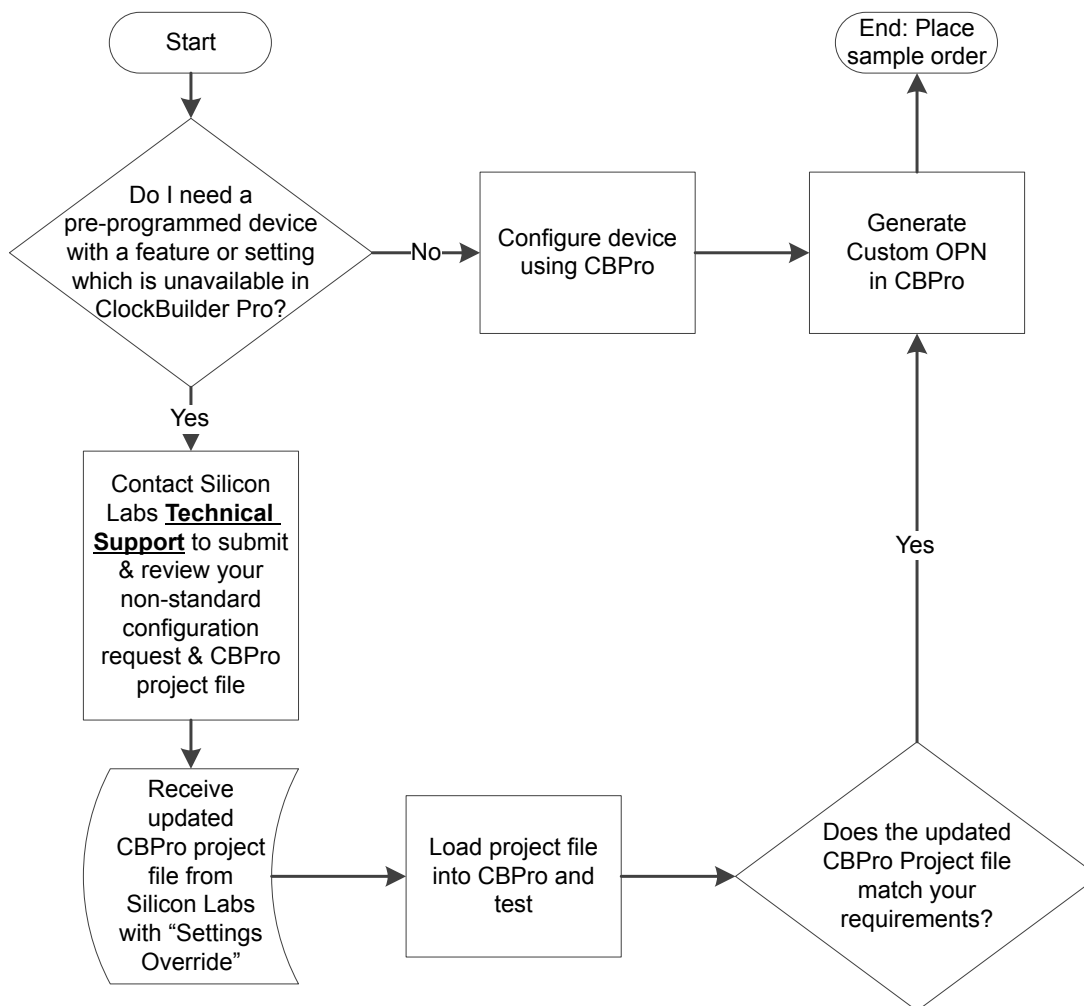 Start
End: Place
sample order
Do I need a
pre-programmed device
with a feature or setting
which is unavailable in
ClockBuilder Pro?
No
Configure device
using CBPro
Generate
Custom OPN
in CBPro
Yes
Contact Silicon
Labs Technical
Support to submit
& review your
non-standard
configuration
request & CBPro
project file
Yes
Receive
updated
CBPro project
file from
Silicon Labs
with “Settings
Override”
Load project file
into CBPro and
test
Does the updated
CBPro Project file
match your
requirements?